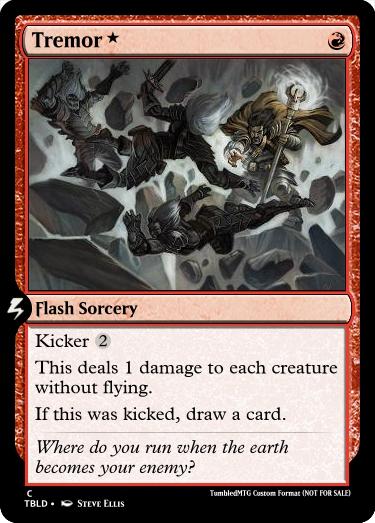 Tremor★
Flash Sorcery
Kicker 2
This deals 1 damage to each creature
without flying.
If this was kicked, draw a card.
Where do you run when the earth
becomes your enemy?
C
TBLD • Steve Ellis
TumbledMTG Custom Format (NOT FOR SALE)